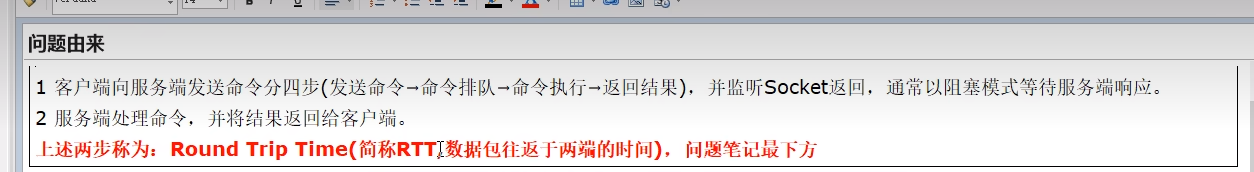 问题由来
1 客户端向服务端发送命令分四步(发送命令→命令排队→命令执行→返回结果)，并监听Socket返回，通常以阻塞模式等待服务端响应。
2 服务端处理命令，并将结果返回给客户端。
上述两步称为：Round Trip Time(简称RTT,数据包往返于两端的时间)，问题笔记最下方